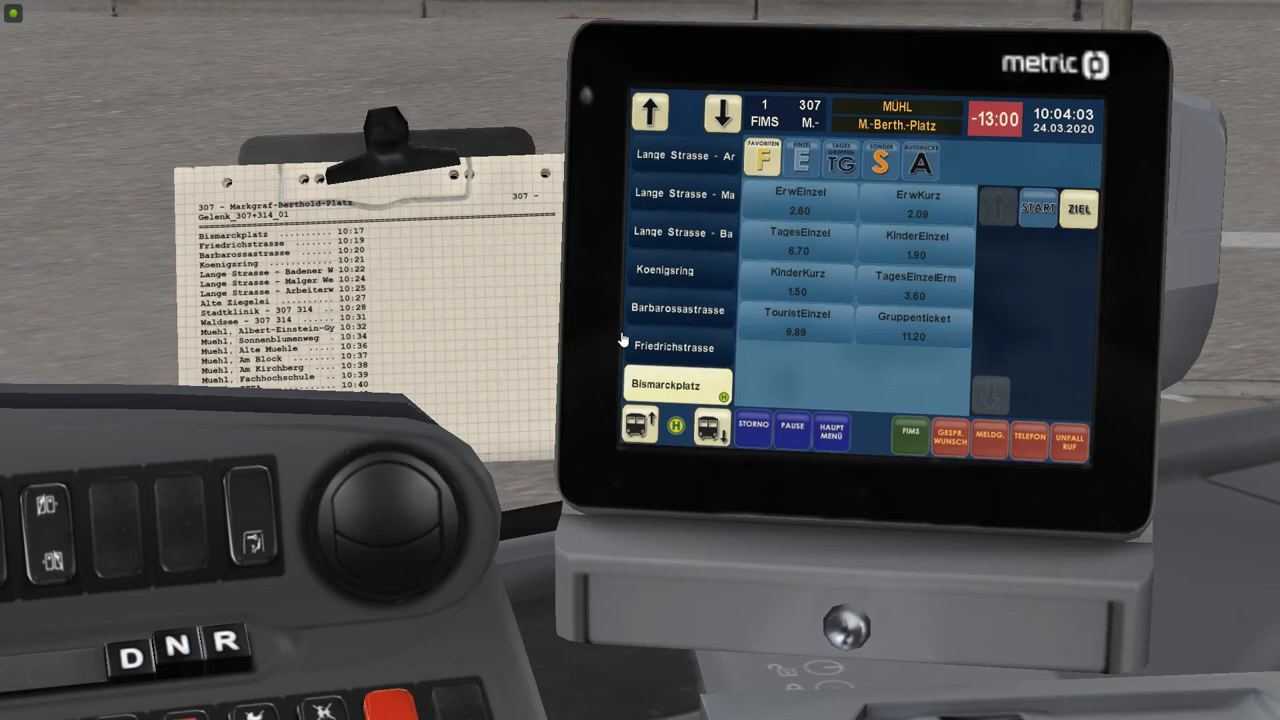 307 - Markgraf-Berthold-Platz
307 -
Gelenk_307+314_01
Bismarckplatz ........... 10:17
Friedrichstrasse ........ 10:19
Barbarossastrasse ....... 10:20
Koenigsring ............. 10:21
Lange Strasse - Badener W 10:22
Lange Strasse - Malger We 10:24
Lange Strasse - Arbeiterw 10:25
Alte Ziegelei ........... 10:27
Stadtklinik - 307 314 ... 10:28
Waldsee - 307 314 ....... 10:31
Muehl, Albert-Einstein-Gy 10:32
Muehl, Sonnenblumenweg .. 10:34
Muehl, Alte Muehle ...... 10:36
Muehl, Am Block ......... 10:37
Muehl, Am Kirchberg ..... 10:38
Muehl, Fachhochschule ... 10:39
10:40
metric
1 307
FIMS M.-
MÜHL
M.-Berth.-Platz
-13:00
10:04:03
24.03.2020
Lange Strasse - Ar
Lange Strasse - Ma
Lange Strasse - Ba
Koenigsring
Barbarossastrasse
Friedrichstrasse
Bismarckplatz
H
FAVORITEN
F
EINZEL
E
TAGES GRUPPEN
TG
SONDER
S
AUSDRUCKE
A
ErwEinzel
2.60
ErwKurz
2.09
TagesEinzel
6.70
KinderEinzel
1.90
KinderKurz
1.50
TagesEinzelErm
3.60
TouristEinzel
9.89
Gruppenticket
11.20
START
ZIEL
H
STORNO
PAUSE
HAUPT
MENÜ
FIMS
GESPR.
WUNSCH
MELDG.
TELEFON
UNFALL
RUF
D
N
R